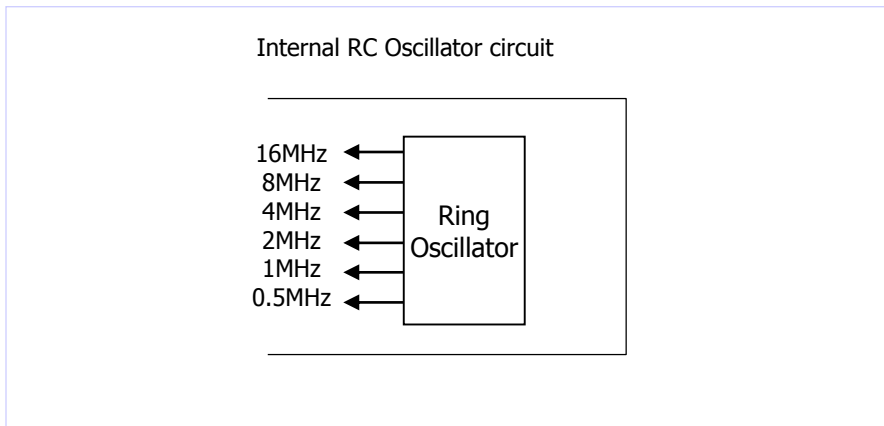 Internal RC Oscillator circuit
16MHz
8MHz
4MHz
2MHz
1MHz
0.5MHz
Ring
Oscillator